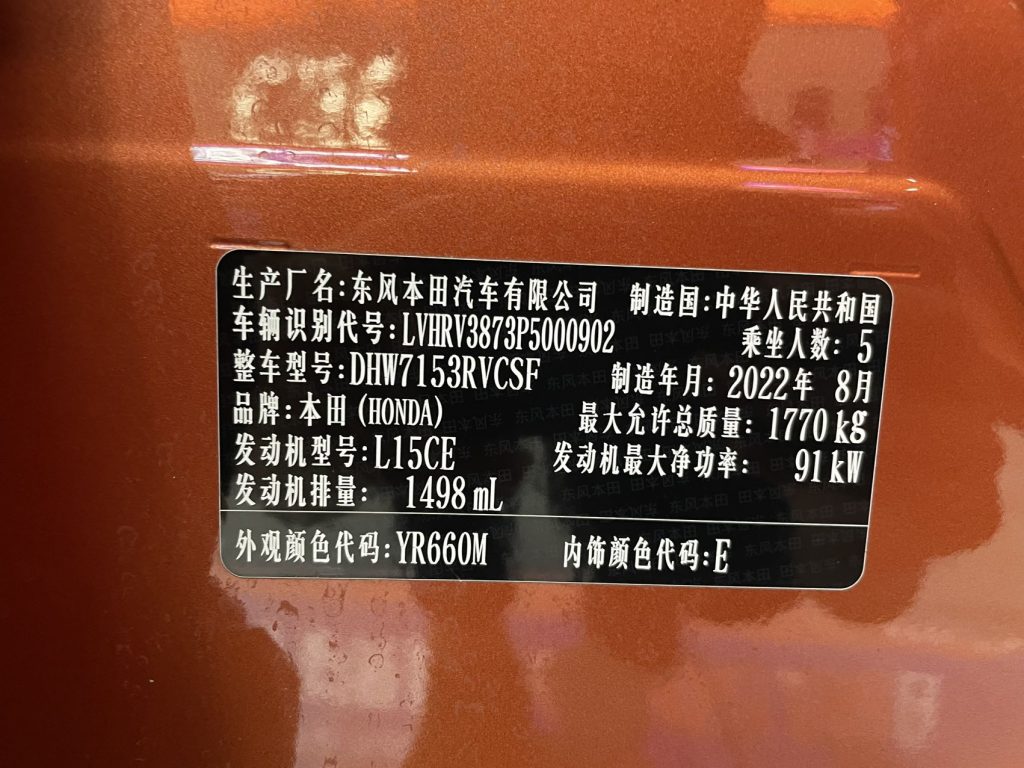 生产厂名:东风本田汽车有限公司 制造国:中华人民共和国
车辆识别代号:LVHRV3873P5000902 乘坐人数: 5
整车型号:DHW7153RVCSF 制造年月: 2022年 8月
品牌:本田(HONDA) 最大允许总质量: 1770 kg
发动机型号:L15CE 发动机最大净功率: 91 kW
发动机排量: 1498 mL
外观颜色代码:YR660M 内饰颜色代码:E